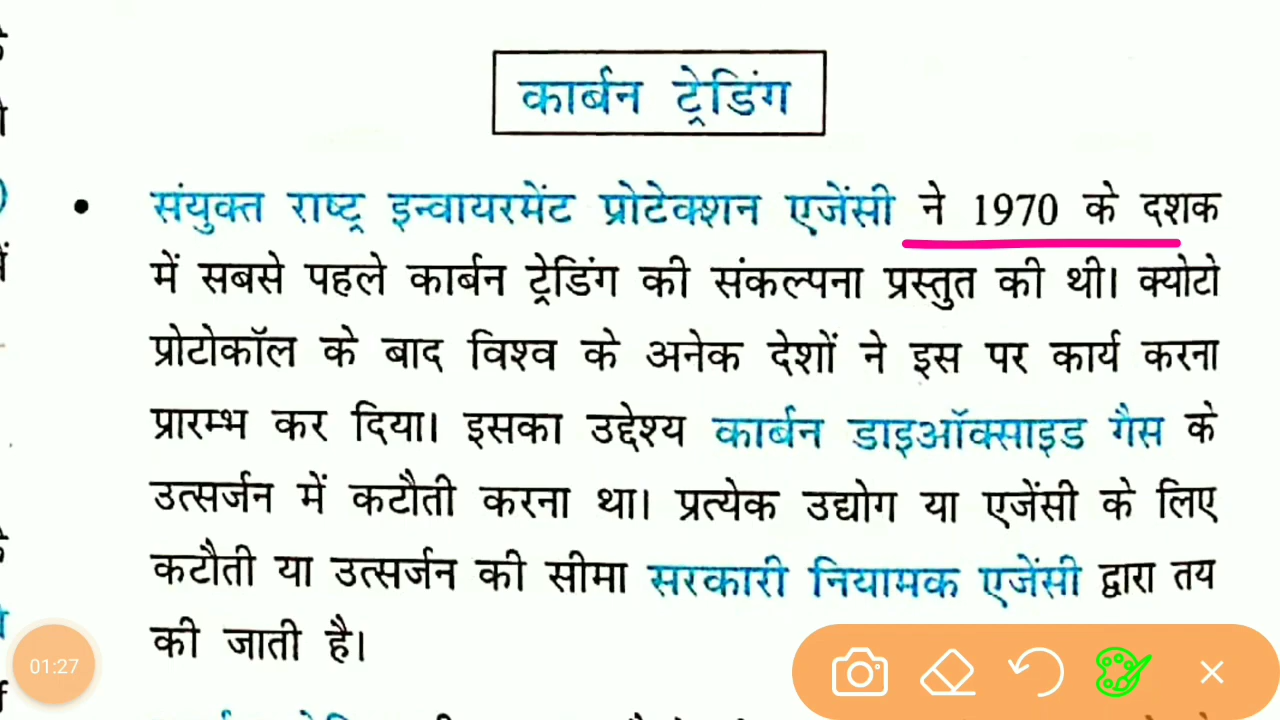 कार्बन ट्रेडिंग
• संयुक्त राष्ट्र इन्वायरमेंट प्रोटेक्शन एजेंसी ने 1970 के दशक
में सबसे पहले कार्बन ट्रेडिंग की संकल्पना प्रस्तुत की थी। क्योटो
प्रोटोकॉल के बाद विश्व के अनेक देशों ने इस पर कार्य करना
प्रारम्भ कर दिया। इसका उद्देश्य कार्बन डाइऑक्साइड गैस के
उत्सर्जन में कटौती करना था। प्रत्येक उद्योग या एजेंसी के लिए
कटौती या उत्सर्जन की सीमा सरकारी नियामक एजेंसी द्वारा तय
की जाती है।
01:27